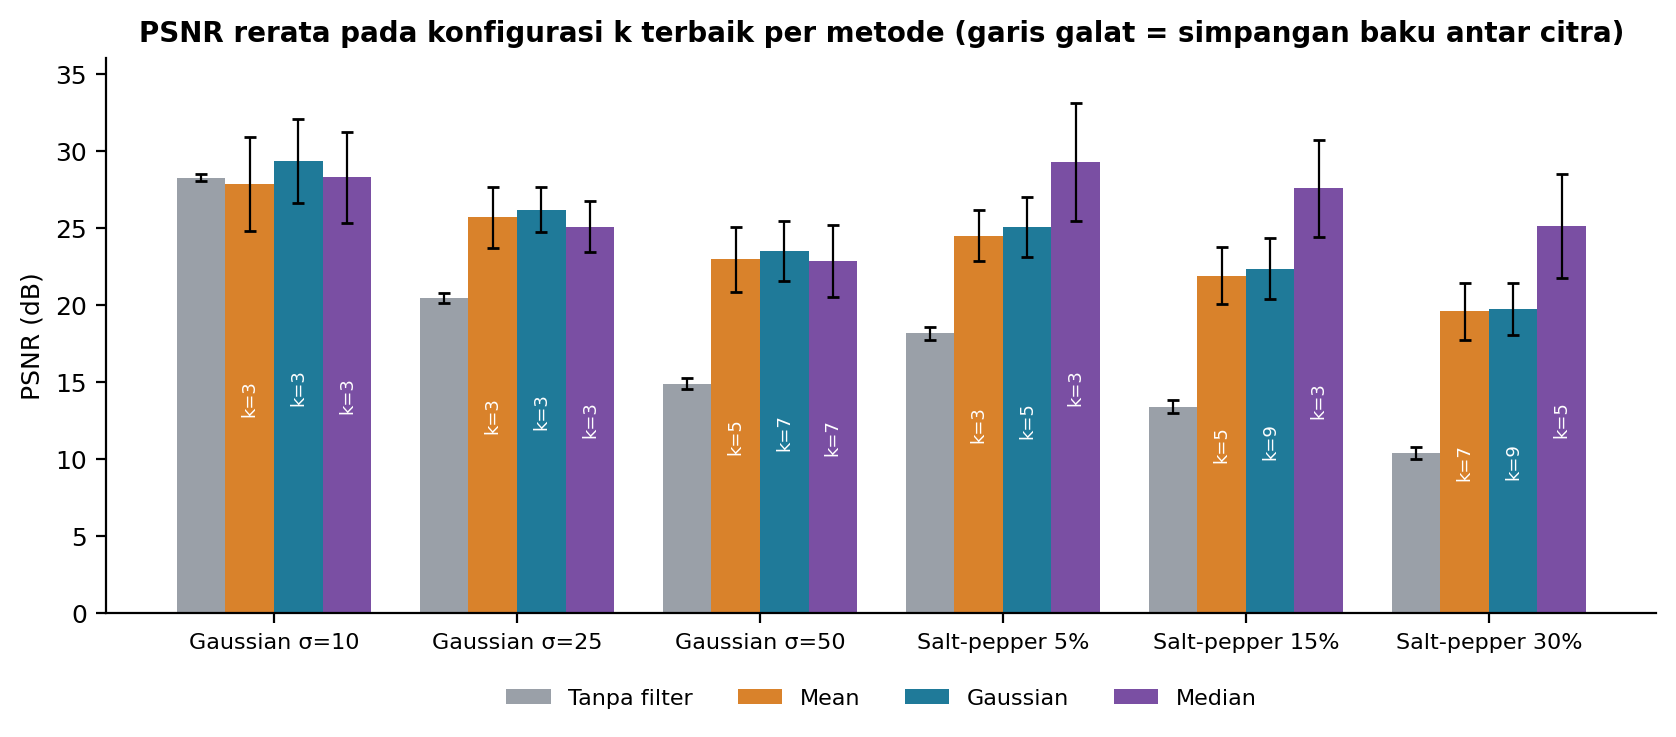 PSNR rerata pada konfigurasi k terbaik per metode (garis galat = simpangan baku antar citra)
PSNR (dB)
35
30
25
20
15
10
5
0
k=3
k=3
k=3
k=3
k=3
k=3
k=5
k=7
k=7
k=3
k=5
k=3
k=5
k=9
k=3
k=7
k=9
k=5
Gaussian σ=10
Gaussian σ=25
Gaussian σ=50
Salt-pepper 5%
Salt-pepper 15%
Salt-pepper 30%
Tanpa filter
Mean
Gaussian
Median